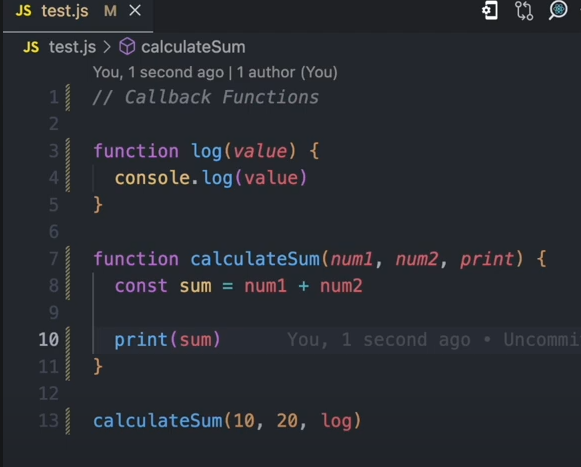 JS test.js M ×
JS test.js > calculateSum
You, 1 second ago | 1 author (You)
1 // Callback Functions
2
3 function log(value) {
4 console.log(value)
5 }
6
7 function calculateSum(num1, num2, print) {
8 const sum = num1 + num2
9
10 print(sum) You, 1 second ago • Uncommi
11 }
12
13 calculateSum(10, 20, log)